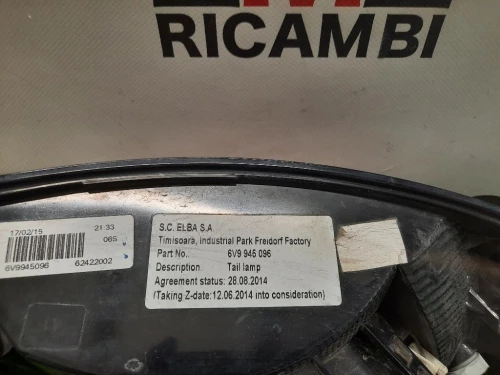 RICAMBI
17/02/15 21:33
06S
6V9945096 62422002
S.C. ELBA S.A
Timisoara, Industrial Park Freidorf Factory
Part No.: 6V9 945 096
Description: Tail lamp
Agreement status: 28.08.2014
(Taking Z-date:12.06.2014 into consideration)